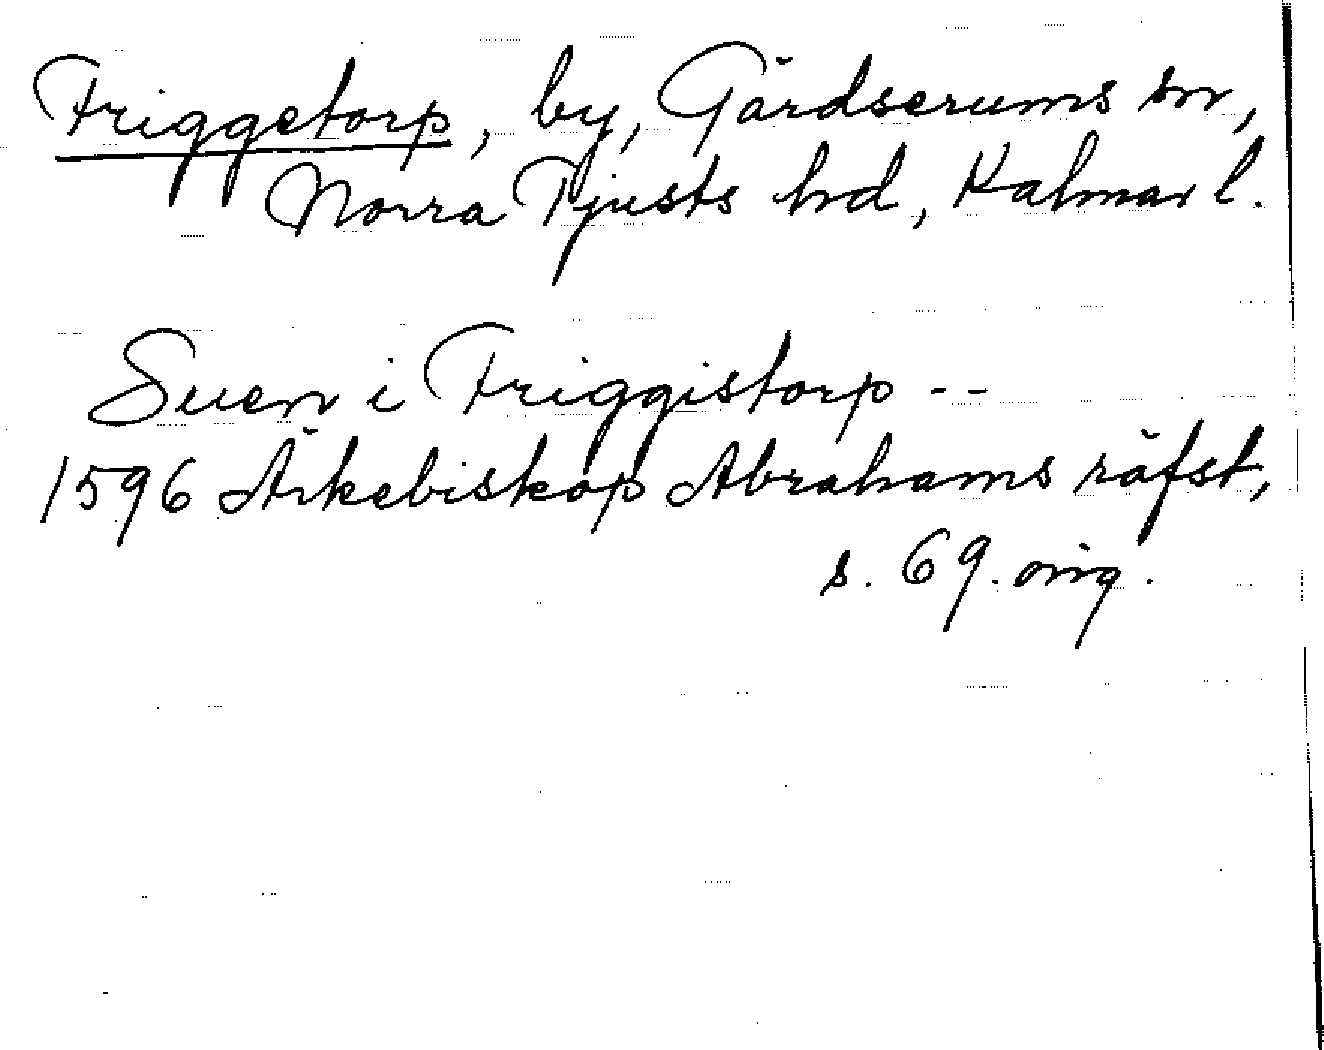 Friggetorp, by, Gärdserums sn,
Norra Tjusts hd, Kalmar l.
Suen i Friggistorp --
1596 Ärkebiskop Abrahams räfst,
s. 69. orig.